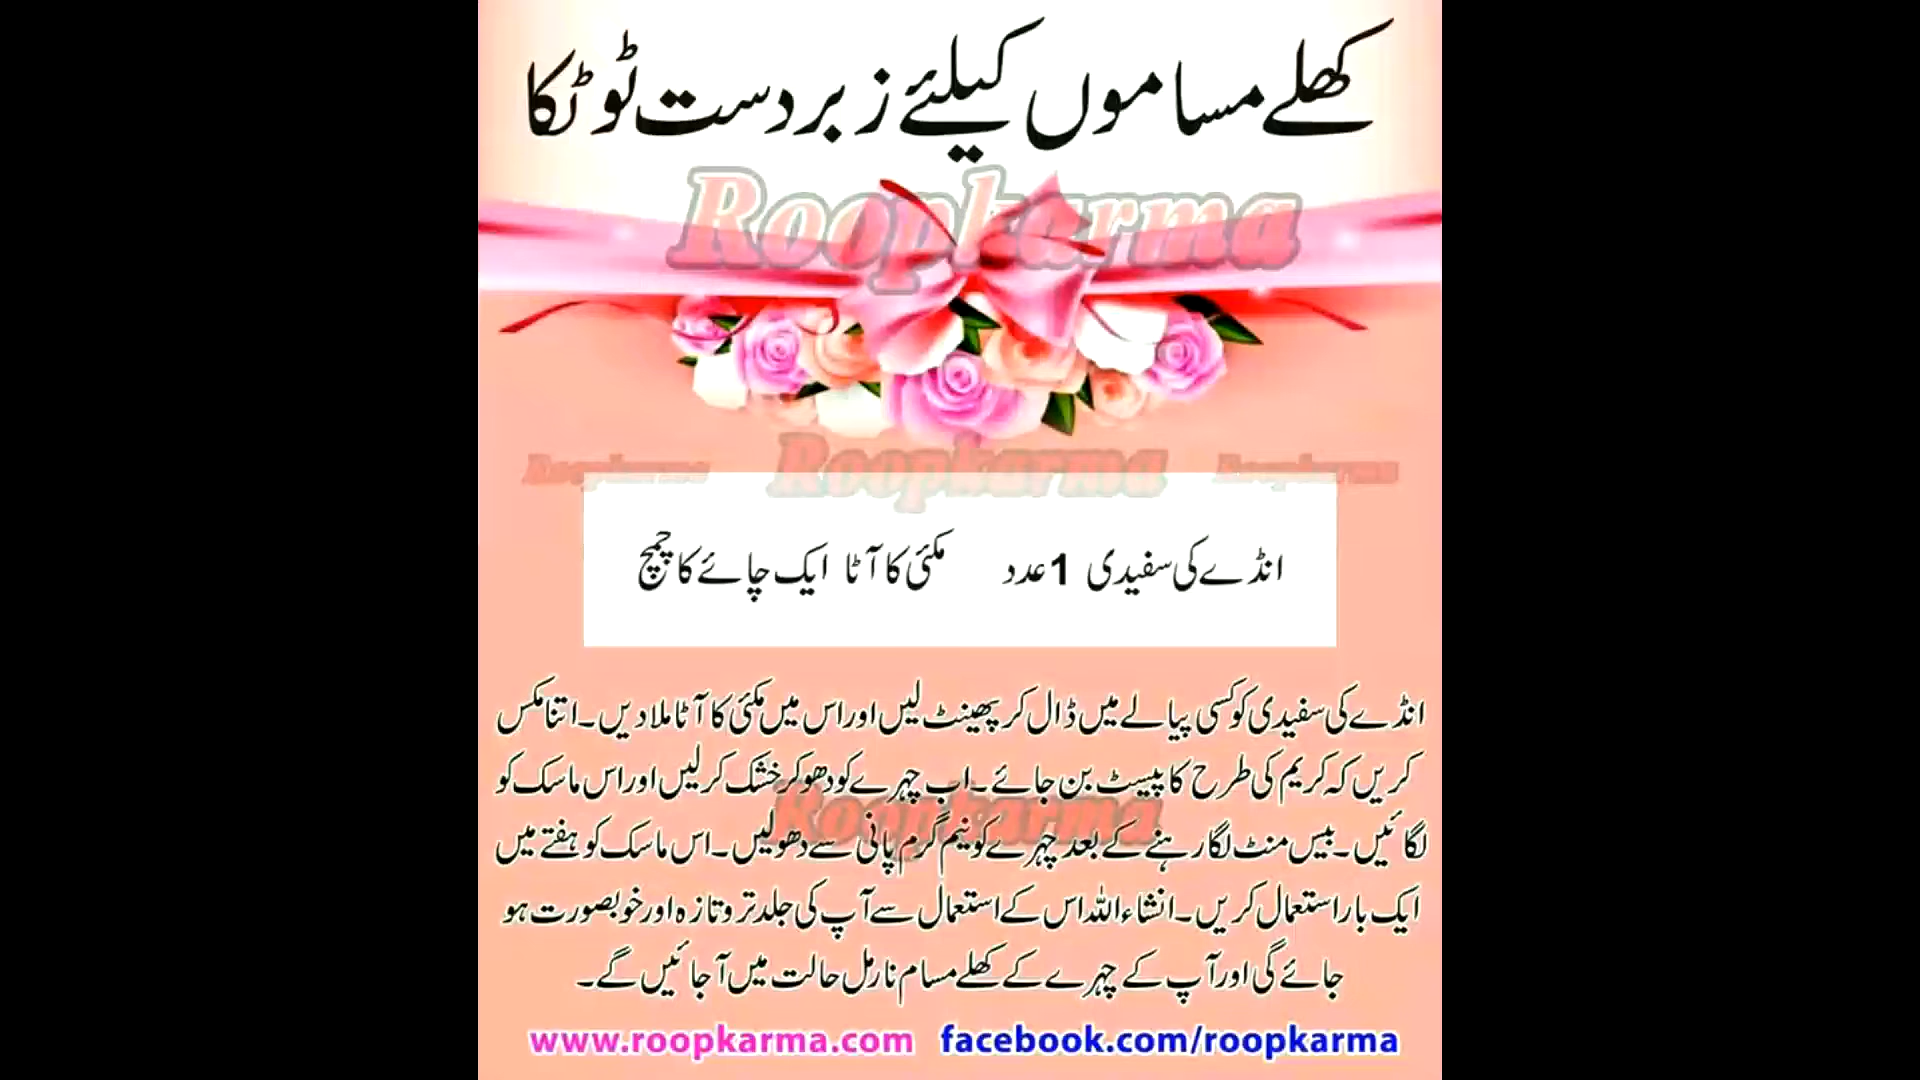 کھلے مساموں کیلئے زبردست ٹوٹکا
Roopkarma
Roopkarma Roopkarma Roopkarma
انڈے کی سفیدی 1 عدد مکئی کا آٹا ایک چائے کا چمچ
انڈے کی سفیدی کو کسی پیالے میں ڈال کر پھینٹ لیں اور اس میں مکئی کا آٹا ملا دیں۔ اتنا مکس
کریں کہ کریم کی طرح کا پیسٹ بن جائے۔ اب چہرے کو دھو کر خشک کر لیں اور اس ماسک کو
Roopkarma
لگائیں۔ بیس منٹ لگا رہنے کے بعد چہرے کو نیم گرم پانی سے دھو لیں۔ اس ماسک کو ہفتے میں
ایک بار استعمال کریں۔ انشاء اللہ اس کے استعمال سے آپ کی جلد تر و تازہ اور خوبصورت ہو
جائے گی اور آپ کے چہرے کے کھلے مسام نارمل حالت میں آ جائیں گے۔
www.roopkarma.com facebook.com/roopkarma